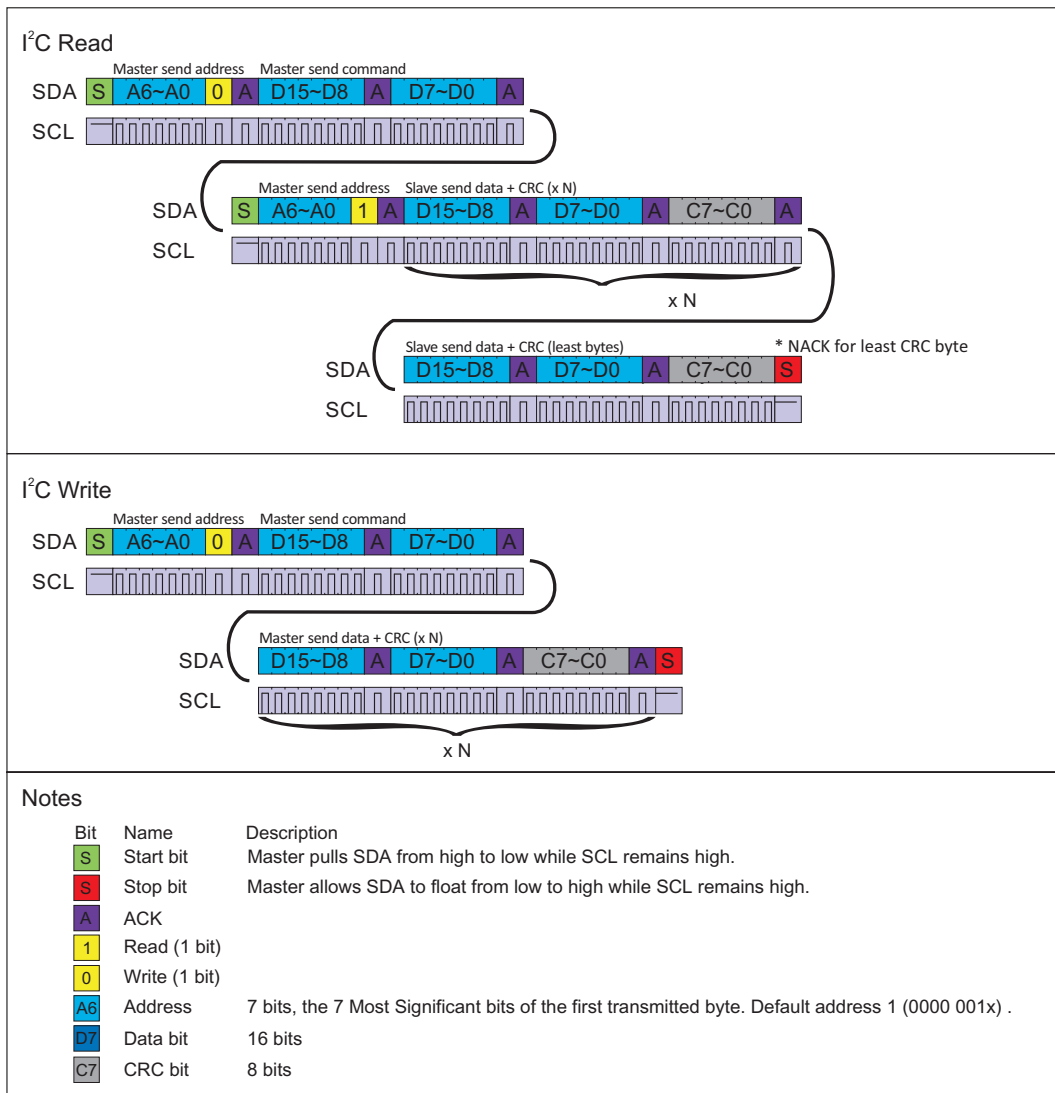 I²C Read
Master send address Master send command
SDA S A6~A0 0 A D15~D8 A D7~D0 A
SCL
Master send address Slave send data + CRC (x N)
SDA S A6~A0 1 A D15~D8 A D7~D0 A C7~C0 A
SCL
x N
Slave send data + CRC (least bytes) * NACK for least CRC byte
SDA D15~D8 A D7~D0 A C7~C0 S
SCL
I²C Write
Master send address Master send command
SDA S A6~A0 0 A D15~D8 A D7~D0 A
SCL
Master send data + CRC (x N)
SDA D15~D8 A D7~D0 A C7~C0 A S
SCL
x N
Notes
Bit Name Description
S Start bit Master pulls SDA from high to low while SCL remains high.
S Stop bit Master allows SDA to float from low to high while SCL remains high.
A ACK
1 Read (1 bit)
0 Write (1 bit)
A6 Address 7 bits, the 7 Most Significant bits of the first transmitted byte. Default address 1 (0000 001x) .
D7 Data bit 16 bits
C7 CRC bit 8 bits